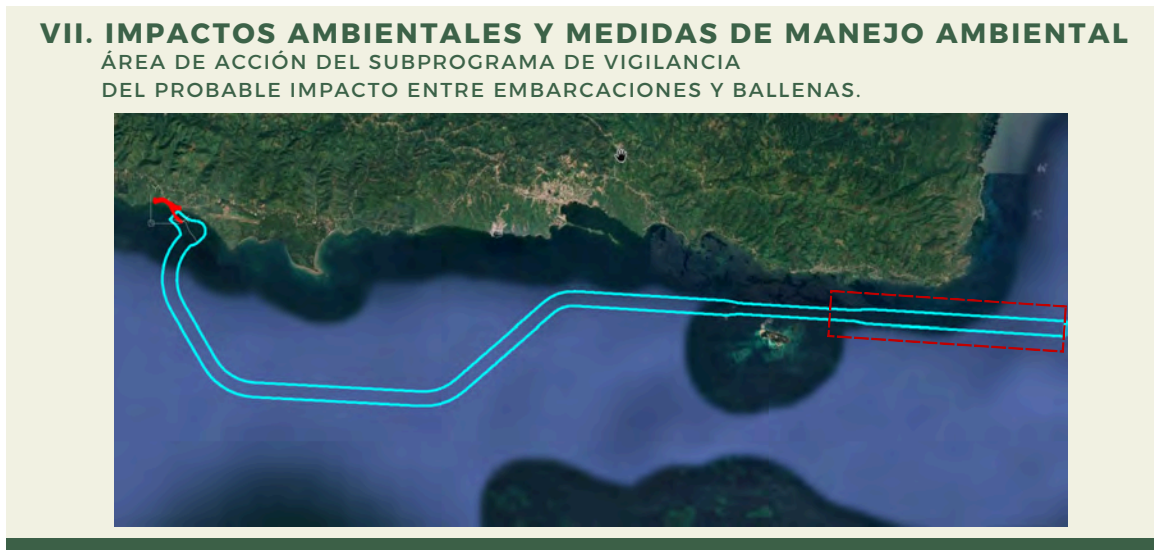 VII. IMPACTOS AMBIENTALES Y MEDIDAS DE MANEJO AMBIENTAL
ÁREA DE ACCIÓN DEL SUBPROGRAMA DE VIGILANCIA
DEL PROBABLE IMPACTO ENTRE EMBARCACIONES Y BALLENAS.